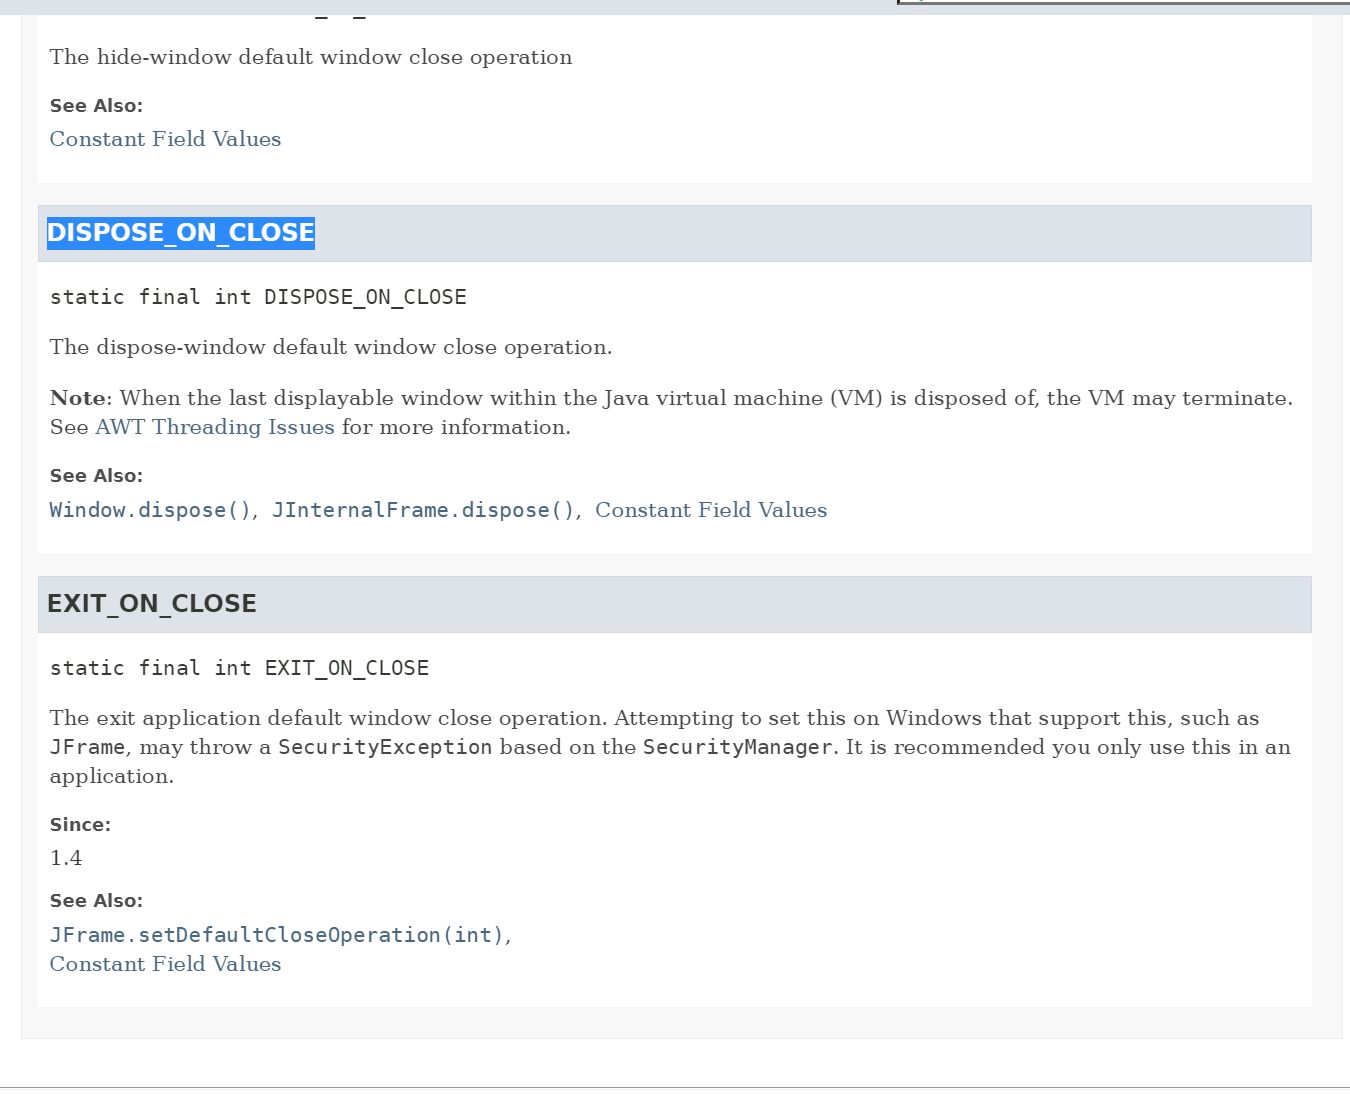 The hide-window default window close operation
See Also:
Constant Field Values
DISPOSE_ON_CLOSE
static final int DISPOSE_ON_CLOSE
The dispose-window default window close operation.
Note: When the last displayable window within the Java virtual machine (VM) is disposed of, the VM may terminate.
See AWT Threading Issues for more information.
See Also:
Window.dispose(), JInternalFrame.dispose(), Constant Field Values
EXIT_ON_CLOSE
static final int EXIT_ON_CLOSE
The exit application default window close operation. Attempting to set this on Windows that support this, such as
JFrame, may throw a SecurityException based on the SecurityManager. It is recommended you only use this in an
application.
Since:
1.4
See Also:
JFrame.setDefaultCloseOperation(int),
Constant Field Values